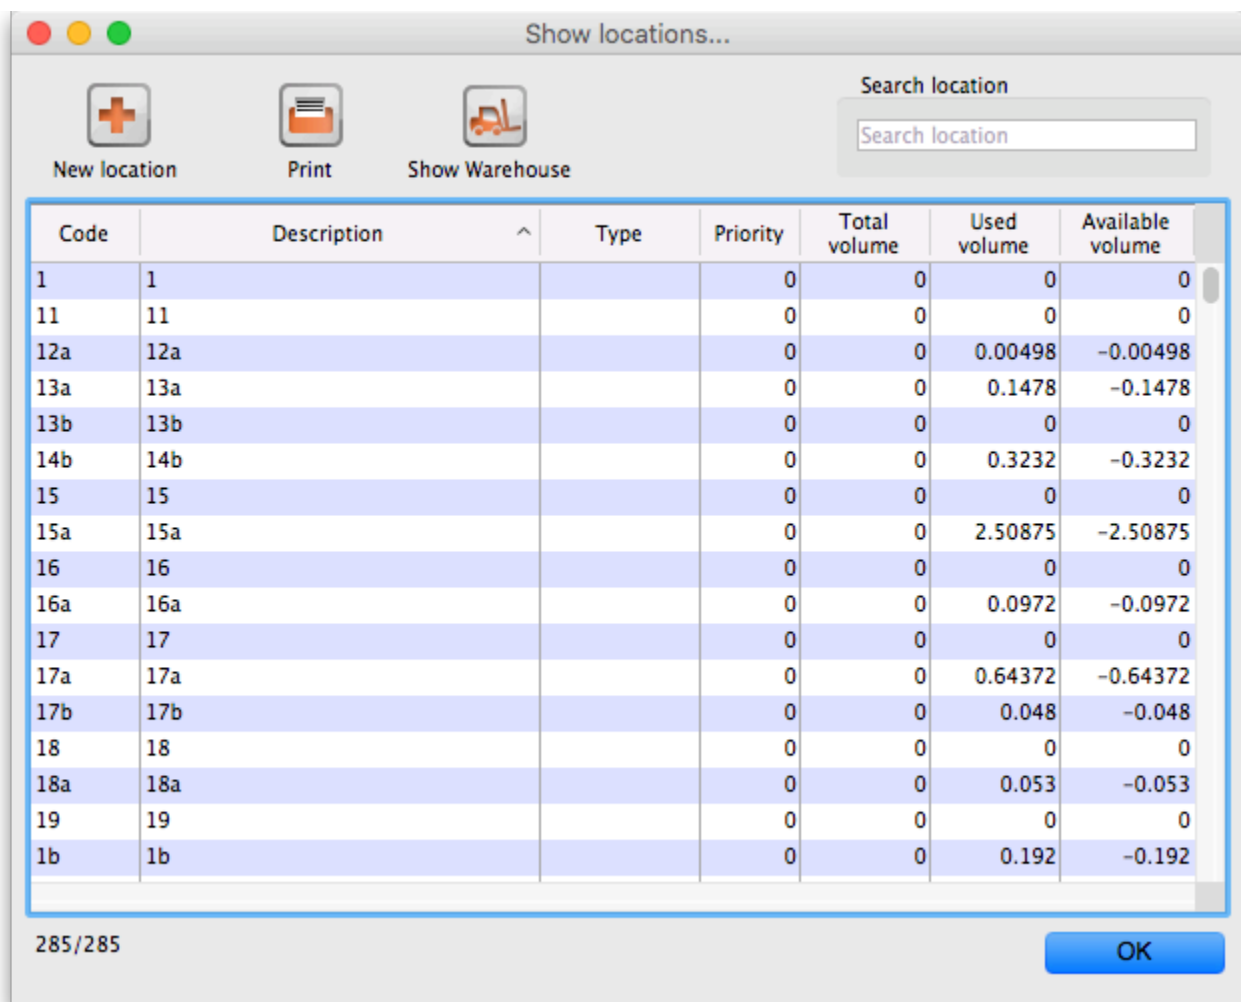 Show locations...
Search location
Search location
New location Print Show Warehouse
Code Description Type Priority Total volume Used volume Available volume
1 1 0 0 0 0
11 11 0 0 0 0
12a 12a 0 0 0.00498 -0.00498
13a 13a 0 0 0.1478 -0.1478
13b 13b 0 0 0 0
14b 14b 0 0 0.3232 -0.3232
15 15 0 0 0 0
15a 15a 0 0 2.50875 -2.50875
16 16 0 0 0 0
16a 16a 0 0 0.0972 -0.0972
17 17 0 0 0 0
17a 17a 0 0 0.64372 -0.64372
17b 17b 0 0 0.048 -0.048
18 18 0 0 0 0
18a 18a 0 0 0.053 -0.053
19 19 0 0 0 0
1b 1b 0 0 0.192 -0.192
285/285
OK